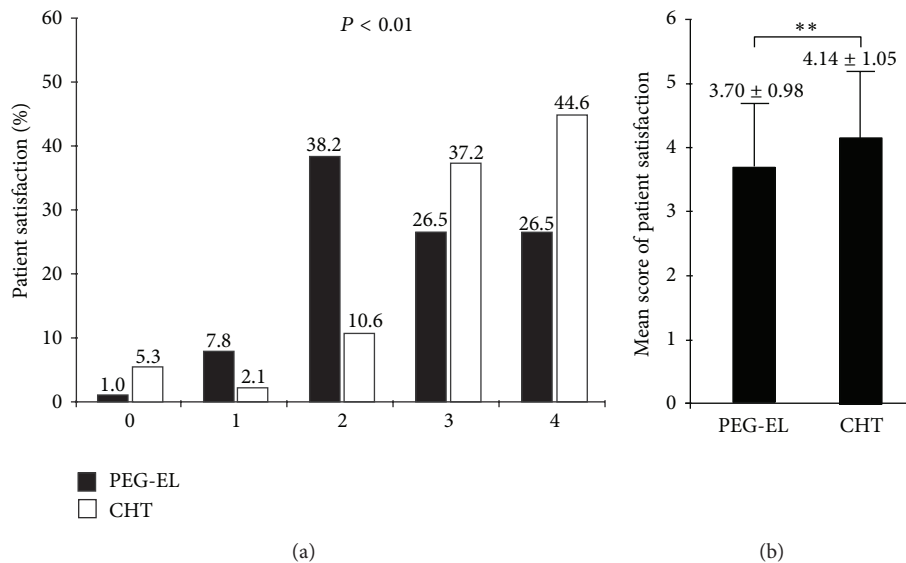 60
50
40
30
20
10
0
Patient satisfaction (%)
P < 0.01
1.0
5.3
7.8
2.1
38.2
10.6
26.5
37.2
26.5
44.6
0
1
2
3
4
PEG-EL
CHT
(a)
6
5
4
3
2
1
0
Mean score of patient satisfaction
**
3.70 ± 0.98
4.14 ± 1.05
PEG-EL
CHT
(b)